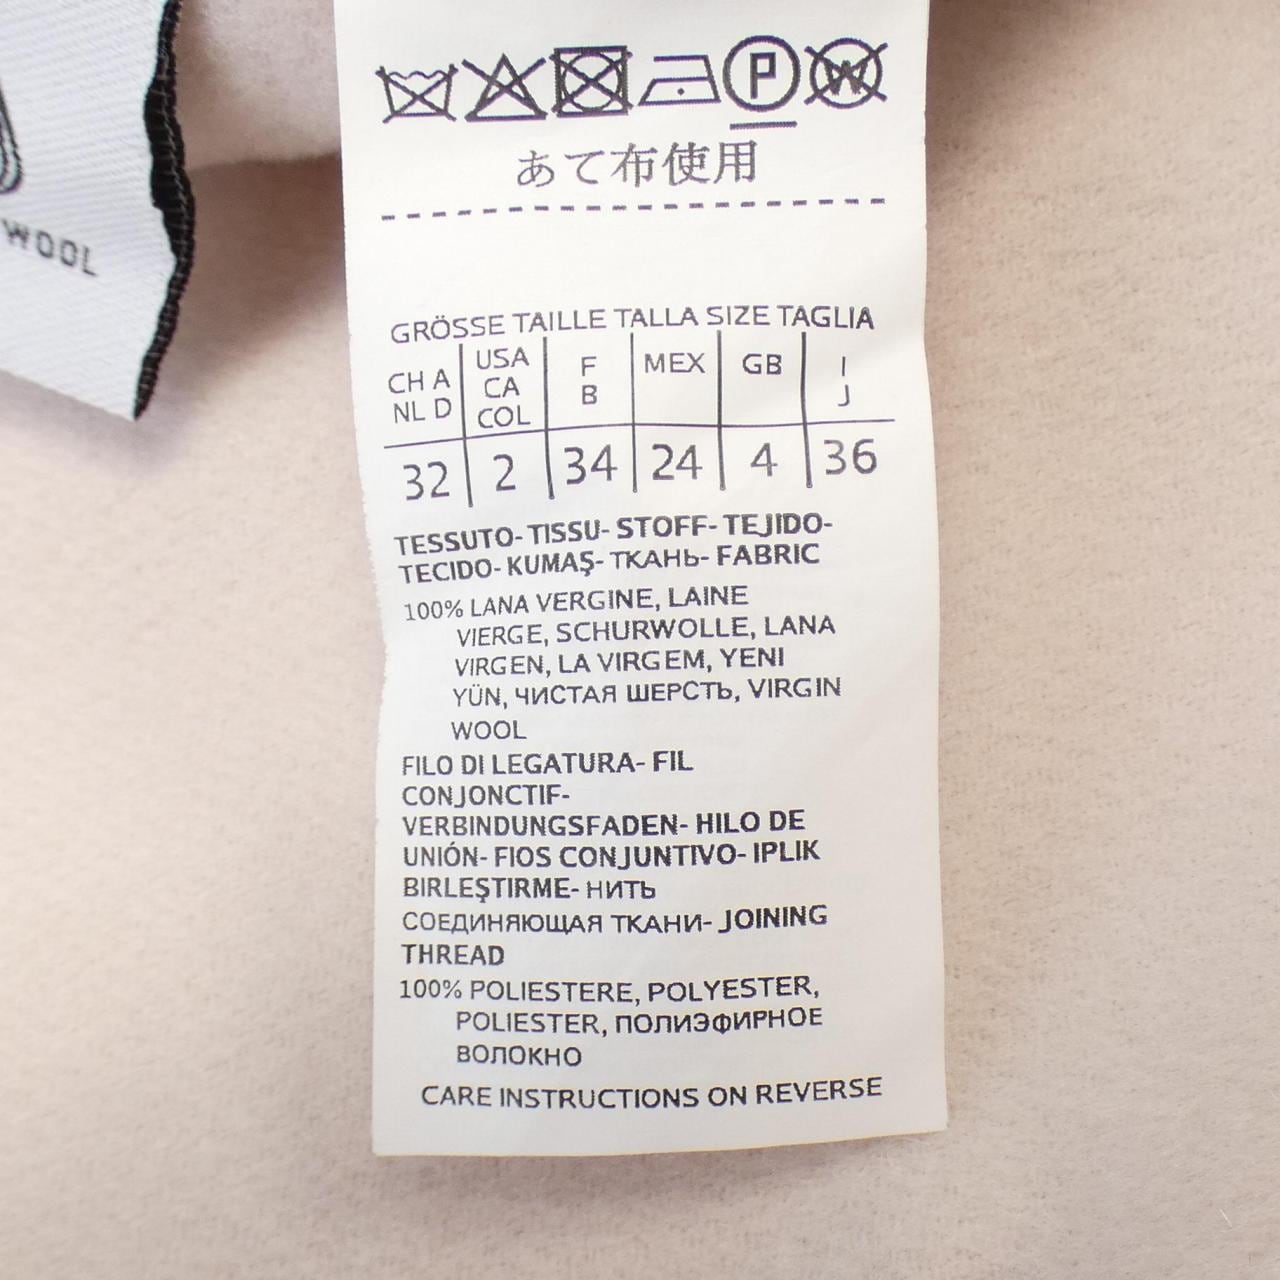 WOOL
P W
あて布使用
GRÖSSE TAILLE TALLA SIZE TAGLIA
CH A NL D USA CA COL F B MEX GB I J
32 2 34 24 4 36
TESSUTO- TISSU- STOFF- TEJIDO-
TECIDO- KUMAŞ- ТКАНЬ- FABRIC
100% LANA VERGINE, LAINE
VIERGE, SCHURWOLLE, LANA
VIRGEN, LA VIRGEM, YENI
YÜN, ЧИСТАЯ ШЕРСТЬ, VIRGIN
WOOL
FILO DI LEGATURA- FIL
CONJONCTIF-
VERBINDUNGSFADEN- HILO DE
UNIÓN- FIOS CONJUNTIVO- IPLIK
BIRLEŞTIRME- НИТЬ
СОЕДИНЯЮЩАЯ ТКАНИ- JOINING
THREAD
100% POLIESTERE, POLYESTER,
POLIESTER, ПОЛИЭФИРНОЕ
ВОЛОКНО
CARE INSTRUCTIONS ON REVERSE